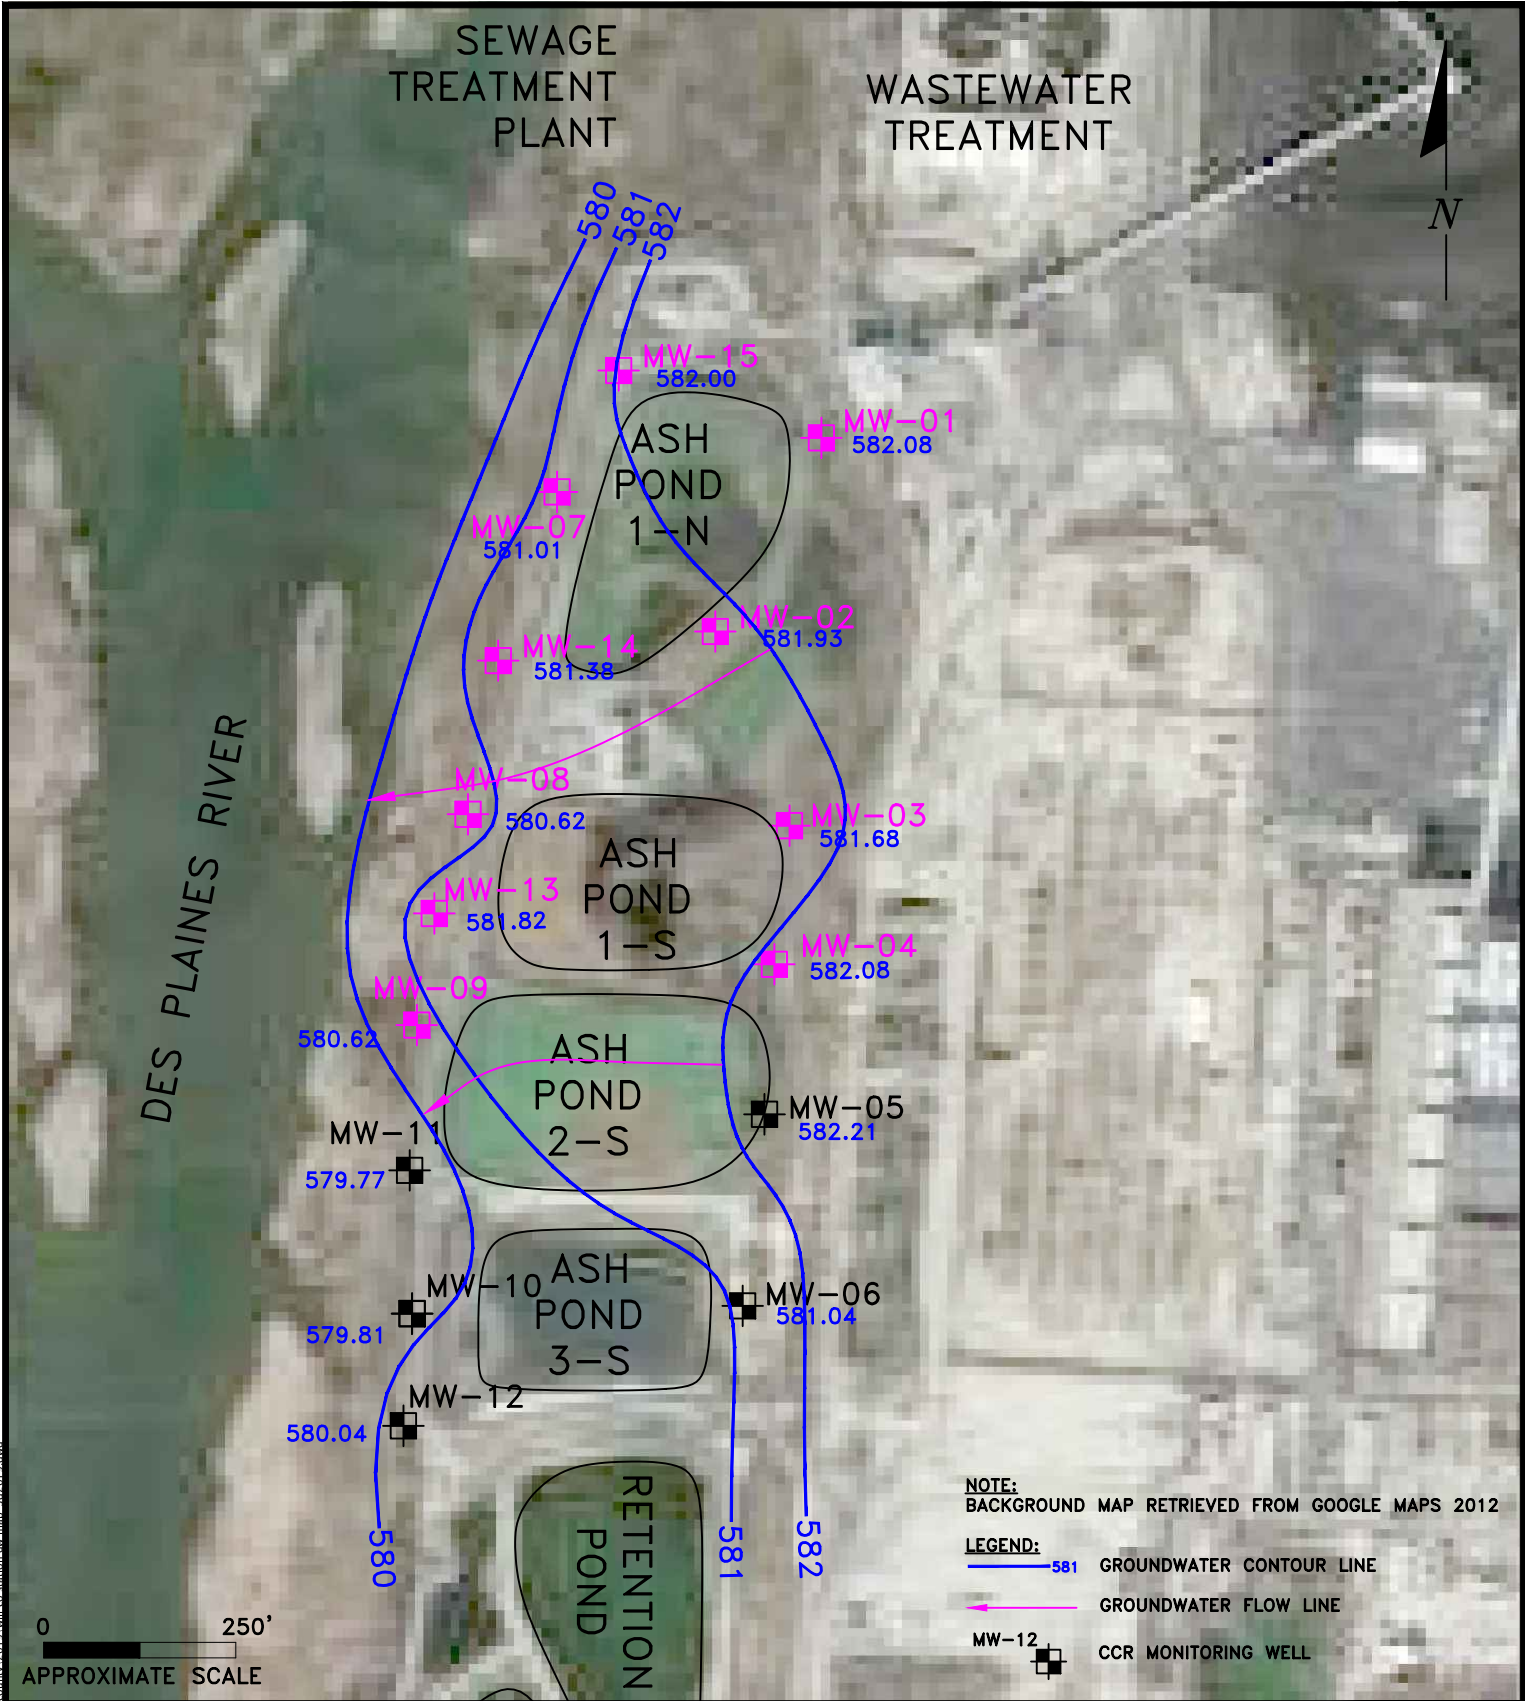 SEWAGE
TREATMENT
PLANT
WASTEWATER
TREATMENT
N
580
581
582
MW-15
582.00
MW-01
582.08
ASH
POND
1-N
MW-07
581.01
MW-02
581.93
MW-14
581.38
DES PLAINES RIVER
MW-08
580.62
MW-03
581.68
ASH
POND
1-S
MW-13
581.82
MW-04
582.08
MW-09
580.62
ASH
POND
2-S
MW-05
582.21
MW-11
579.77
ASH
POND
3-S
MW-10
579.81
MW-06
581.04
MW-12
580.04
RETENTION
POND
580
581
582
NOTE:
BACKGROUND MAP RETRIEVED FROM GOOGLE MAPS 2012
LEGEND:
581 GROUNDWATER CONTOUR LINE
GROUNDWATER FLOW LINE
MW-12 CCR MONITORING WELL
0 250'
APPROXIMATE SCALE